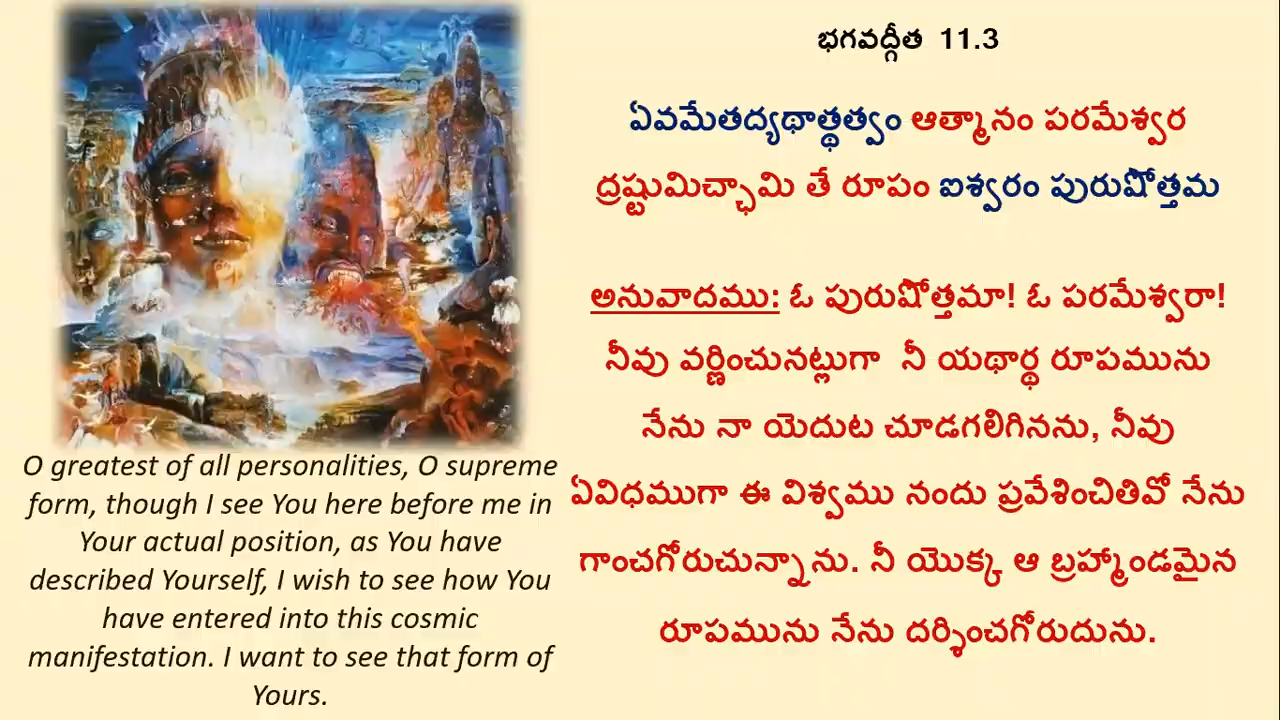 భగవద్గీత 11.3
ఏవమేతద్యథాత్థత్వం ఆత్మానం పరమేశ్వర
ద్రష్టుమిచ్ఛామి తే రూపం ఐశ్వరం పురుషోత్తమ
అనువాదము: ఓ పురుషోత్తమా! ఓ పరమేశ్వరా!
నీవు వర్ణించునట్లుగా నీ యథార్థ రూపమును
నేను నా యెదుట చూడగలిగినను, నీవు
ఏవిధముగా ఈ విశ్వము నందు ప్రవేశించితివో నేను
గాంచగోరుచున్నాను. నీ యొక్క ఆ బ్రహ్మాండమైన
రూపమును నేను దర్శించగోరుదును.
O greatest of all personalities, O supreme
form, though I see You here before me in
Your actual position, as You have
described Yourself, I wish to see how You
have entered into this cosmic
manifestation. I want to see that form of
Yours.